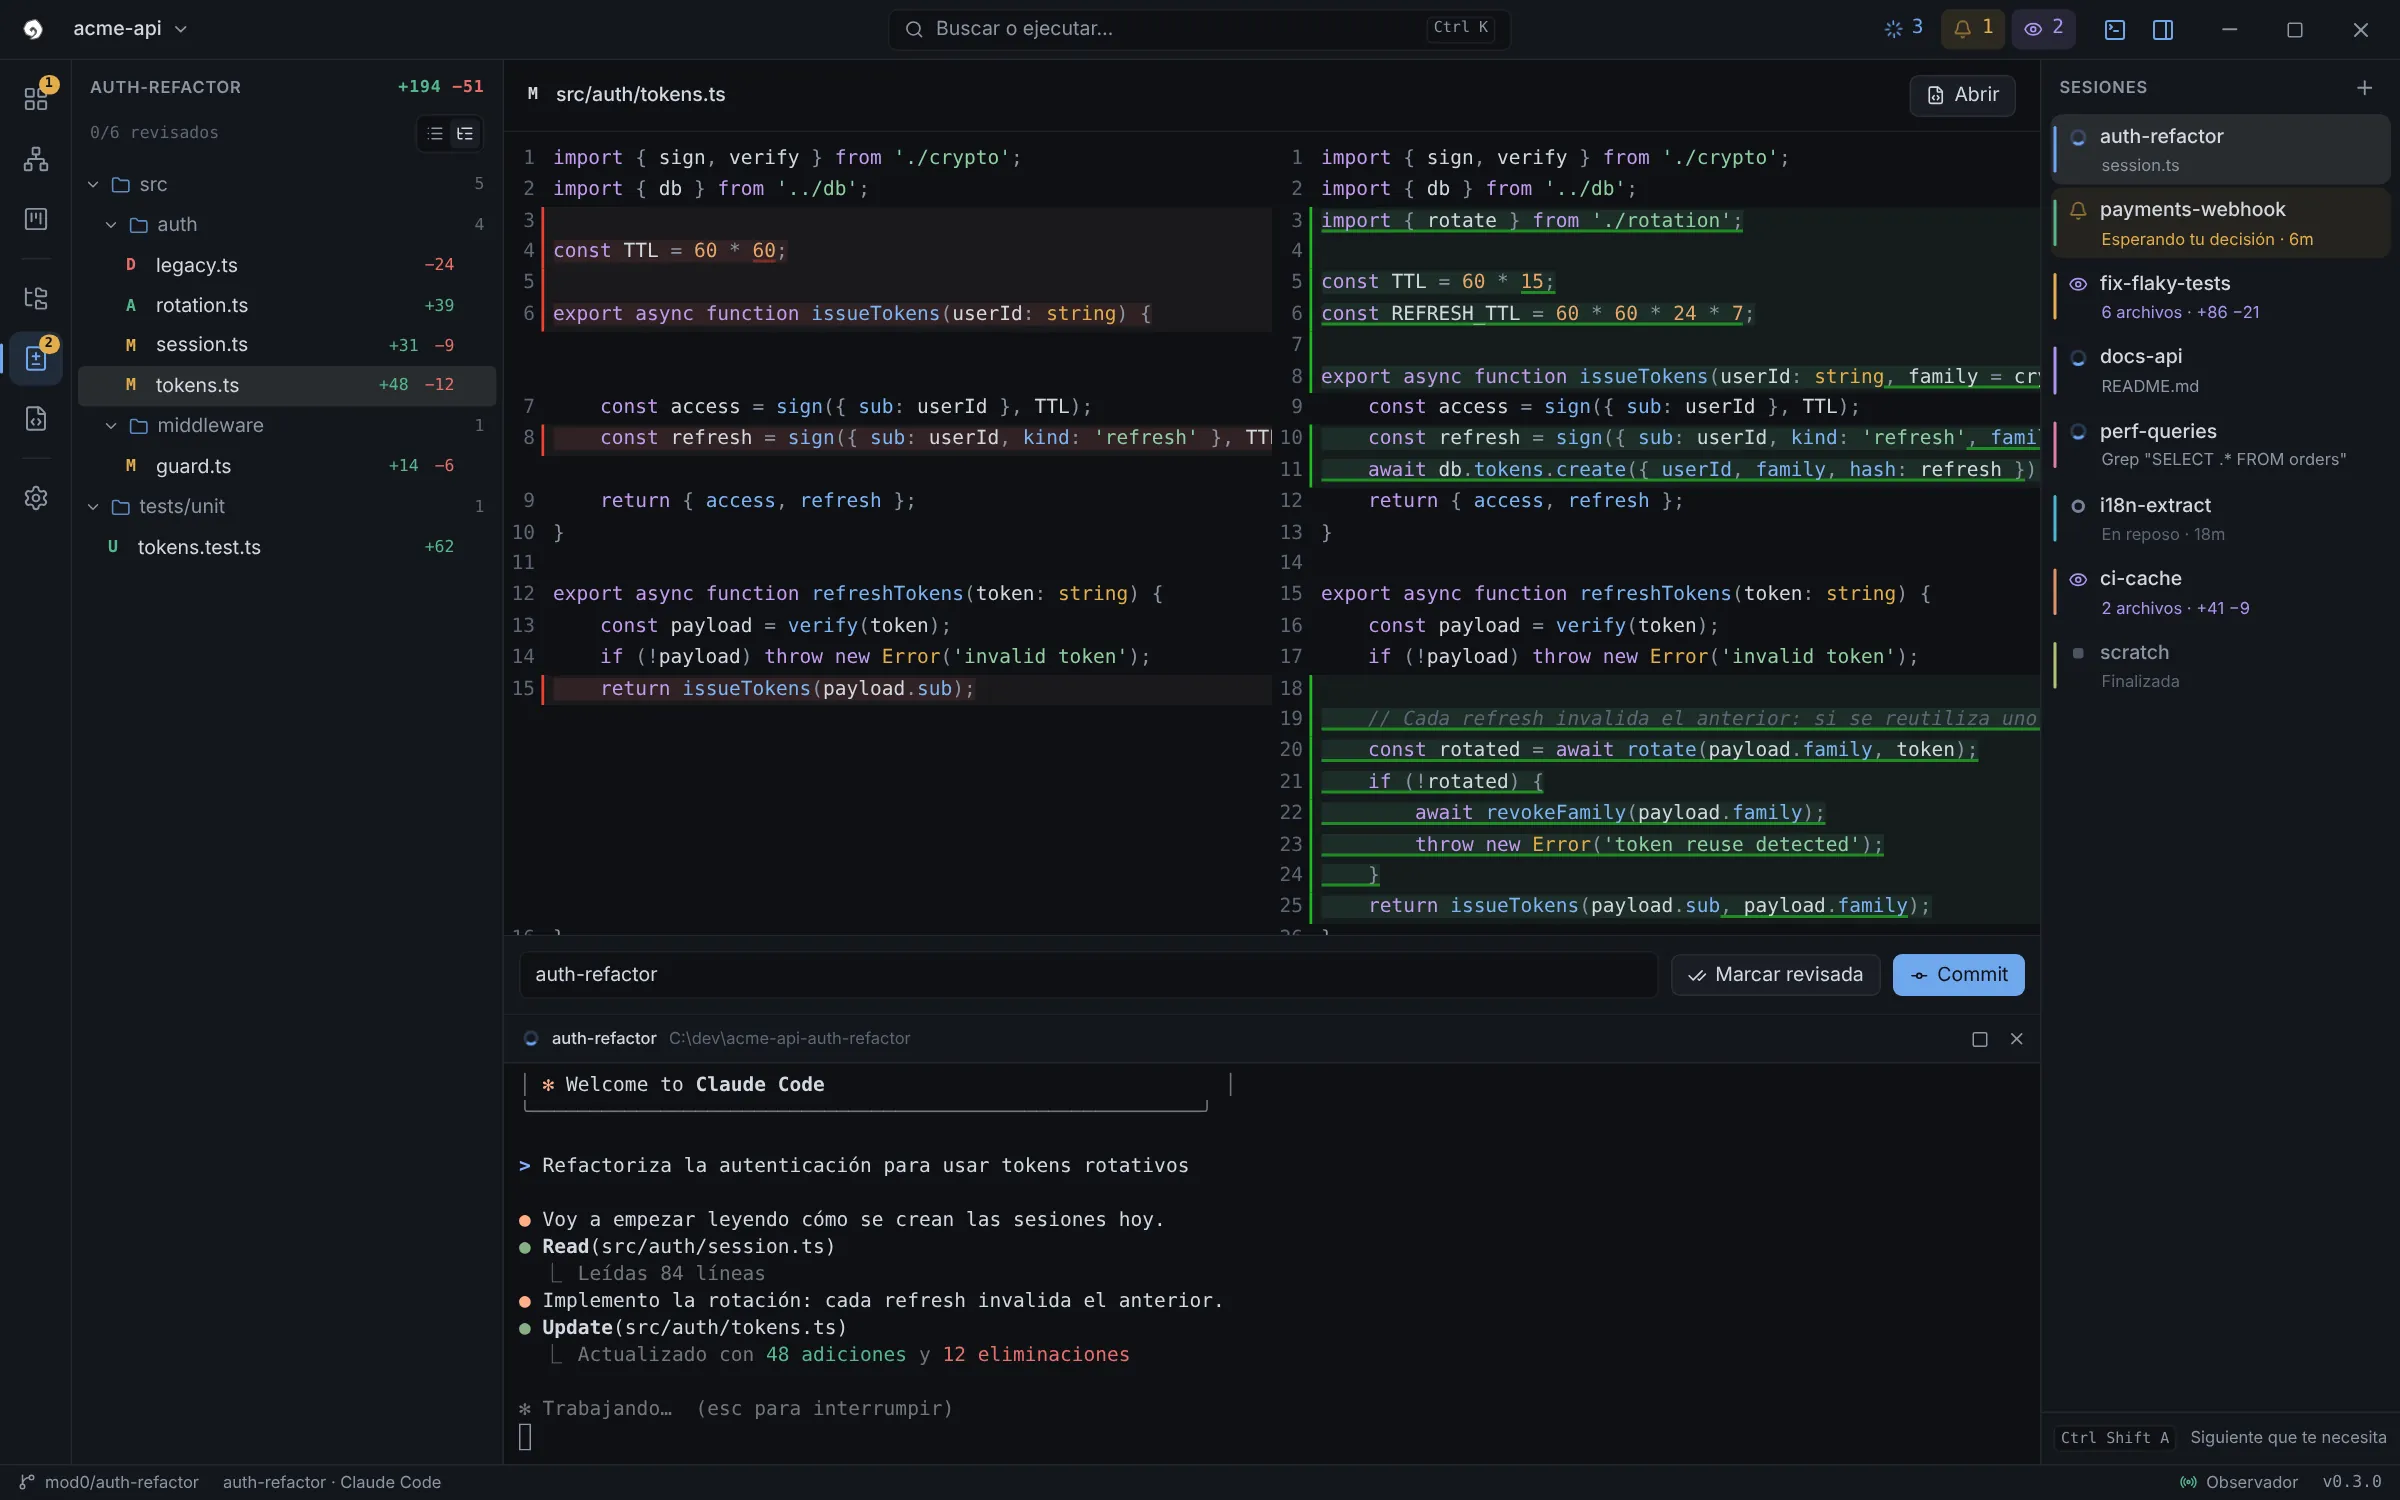 acme-api
Buscar o ejecutar...
Ctrl K
3
1
2
1
2
AUTH-REFACTOR
+194 −51
0/6 revisados
src 5
auth 4
D legacy.ts −24
A rotation.ts +39
M session.ts +31 −9
M tokens.ts +48 −12
middleware 1
M guard.ts +14 −6
tests/unit 1
U tokens.test.ts +62
M src/auth/tokens.ts
Abrir
1 import { sign, verify } from './crypto';
2 import { db } from '../db';
3
4 const TTL = 60 * 60;
5
6 export async function issueTokens(userId: string) {
7     const access = sign({ sub: userId }, TTL);
8     const refresh = sign({ sub: userId, kind: 'refresh' }, TT
9     return { access, refresh };
10 }
11
12 export async function refreshTokens(token: string) {
13     const payload = verify(token);
14     if (!payload) throw new Error('invalid token');
15     return issueTokens(payload.sub);
16 }
1 import { sign, verify } from './crypto';
2 import { db } from '../db';
3 import { rotate } from './rotation';
4
5 const TTL = 60 * 15;
6 const REFRESH_TTL = 60 * 60 * 24 * 7;
7
8 export async function issueTokens(userId: string, family = cry
9     const access = sign({ sub: userId }, TTL);
10     const refresh = sign({ sub: userId, kind: 'refresh', fami
11     await db.tokens.create({ userId, family, hash: refresh })
12     return { access, refresh };
13 }
14
15 export async function refreshTokens(token: string) {
16     const payload = verify(token);
17     if (!payload) throw new Error('invalid token');
18
19     // Cada refresh invalida el anterior: si se reutiliza uno
20     const rotated = await rotate(payload.family, token);
21     if (!rotated) {
22         await revokeFamily(payload.family);
23         throw new Error('token reuse detected');
24     }
25     return issueTokens(payload.sub, payload.family);
26 }
auth-refactor
Marcar revisada
Commit
auth-refactor C:\dev\acme-api-auth-refactor
✻ Welcome to Claude Code
> Refactoriza la autenticación para usar tokens rotativos
● Voy a empezar leyendo cómo se crean las sesiones hoy.
● Read(src/auth/session.ts)
⎿ Leídas 84 líneas
● Implemento la rotación: cada refresh invalida el anterior.
● Update(src/auth/tokens.ts)
⎿ Actualizado con 48 adiciones y 12 eliminaciones
✻ Trabajando… (esc para interrumpir)
SESIONES
auth-refactor
session.ts
payments-webhook
Esperando tu decisión · 6m
fix-flaky-tests
6 archivos · +86 −21
docs-api
README.md
perf-queries
Grep "SELECT .* FROM orders"
i18n-extract
En reposo · 18m
ci-cache
2 archivos · +41 −9
scratch
Finalizada
Ctrl Shift A Siguiente que te necesita
mod0/auth-refactor
auth-refactor · Claude Code
Observador
v0.3.0